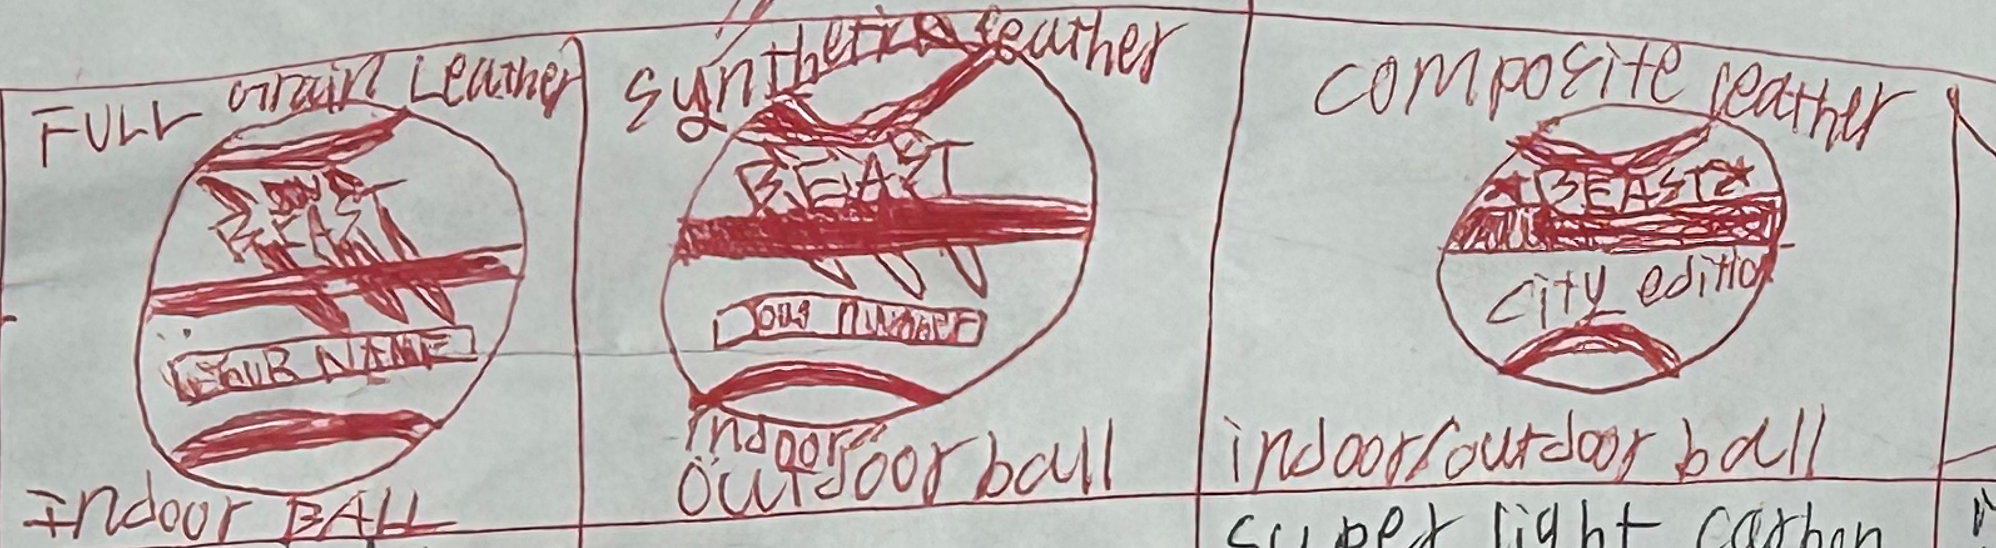 FULL Grain Leather
BEAST
YOUR NAME
Indoor BALL
synthetic leather
BEAST
your number
indoor/
outdoor ball
composite leather
★BEAST★
city editio
indoor/outdoor ball
super light carbon